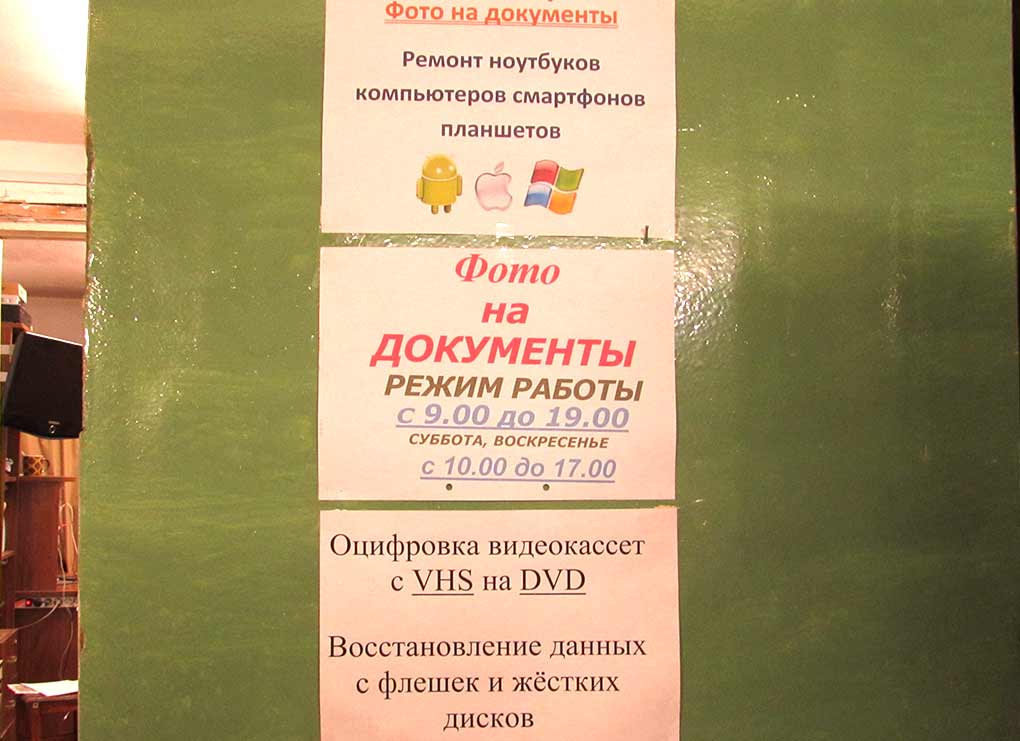 Фото на документы
Ремонт ноутбуков
компьютеров смартфонов
планшетов
Фото
на
ДОКУМЕНТЫ
РЕЖИМ РАБОТЫ
с 9.00 до 19.00
СУББОТА, ВОСКРЕСЕНЬЕ
с 10.00 до 17.00
Оцифровка видеокассет
с VHS на DVD
Восстановление данных
с флешек и жёстких
дисков